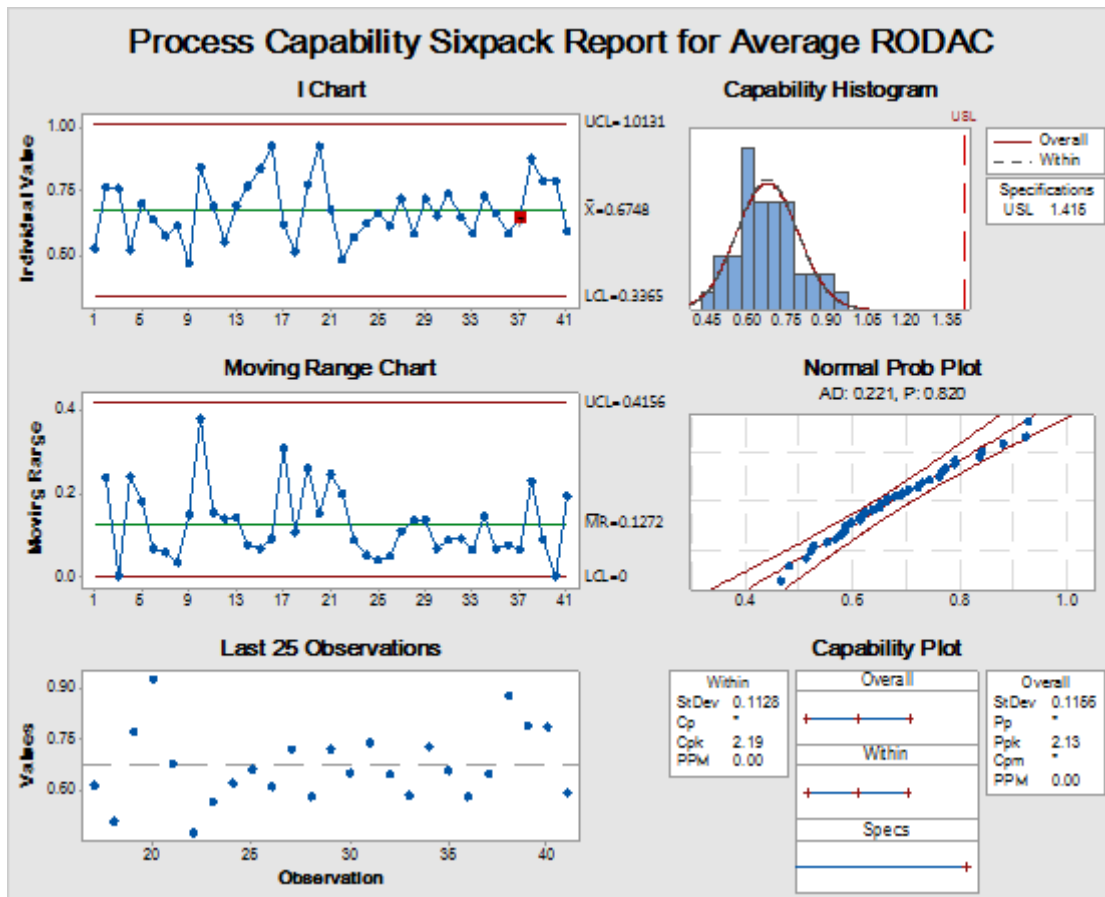 Process Capability Sixpack Report for Average RODAC
I Chart
Individual Value
1.00
0.75
0.50
UCL=1.0131
X̄=0.6748
LCL=0.3365
1 5 9 13 17 21 25 29 33 37 41
Capability Histogram
USL
Overall
Within
Specifications
USL 1.415
0.45 0.60 0.75 0.90 1.05 1.20 1.35
Moving Range Chart
Moving Range
0.4
0.2
0.0
UCL=0.4156
M̄R̄=0.1272
LCL=0
1 5 9 13 17 21 25 29 33 37 41
Normal Prob Plot
AD: 0.221, P: 0.820
0.4 0.6 0.8 1.0
Last 25 Observations
Values
0.90
0.75
0.60
20 25 30 35 40
Observation
Capability Plot
Within
StDev 0.1128
Cp *
Cpk 2.19
PPM 0.00
Overall
Within
Specs
Overall
StDev 0.1156
Pp *
Ppk 2.13
Cpm *
PPM 0.00